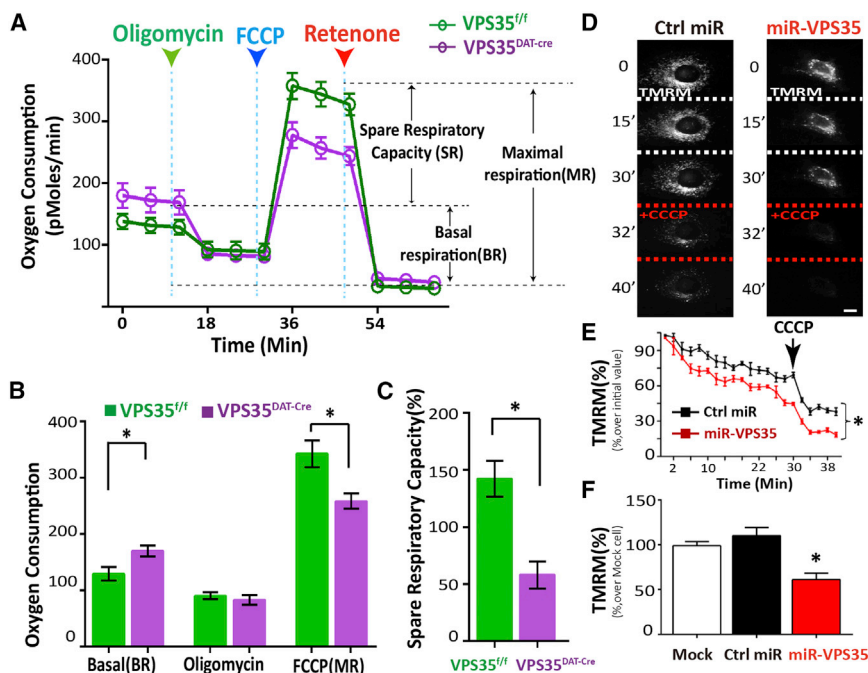 A
Oligomycin
FCCP
Retenone
VPS35f/f
VPS35DAT-cre
Oxygen Consumption
(pMoles/min)
400
300
200
100
0
18
36
54
Time (Min)
Spare Respiratory
Capacity (SR)
Maximal
respiration(MR)
Basal
respiration(BR)
B
VPS35f/f
VPS35DAT-Cre
Oxygen Consumption
400
300
200
100
0
*
*
Basal(BR)
Oligomycin
FCCP(MR)
C
Spare Respiratory Capacity(%)
200
150
100
50
0
*
VPS35f/f
VPS35DAT-Cre
D
Ctrl miR
miR-VPS35
0
TMRM
15'
30'
+CCCP
32'
40'
0
TMRM
15'
30'
+CCCP
32'
40'
E
CCCP
TMRM(%)
(%,over initial value)
90
60
30
0
Ctrl miR
miR-VPS35
*
2
10
22
30
38
Time (Min)
F
TMRM(%)
(%,over Mock cell)
150
100
50
0
*
Mock
Ctrl miR
miR-VPS35